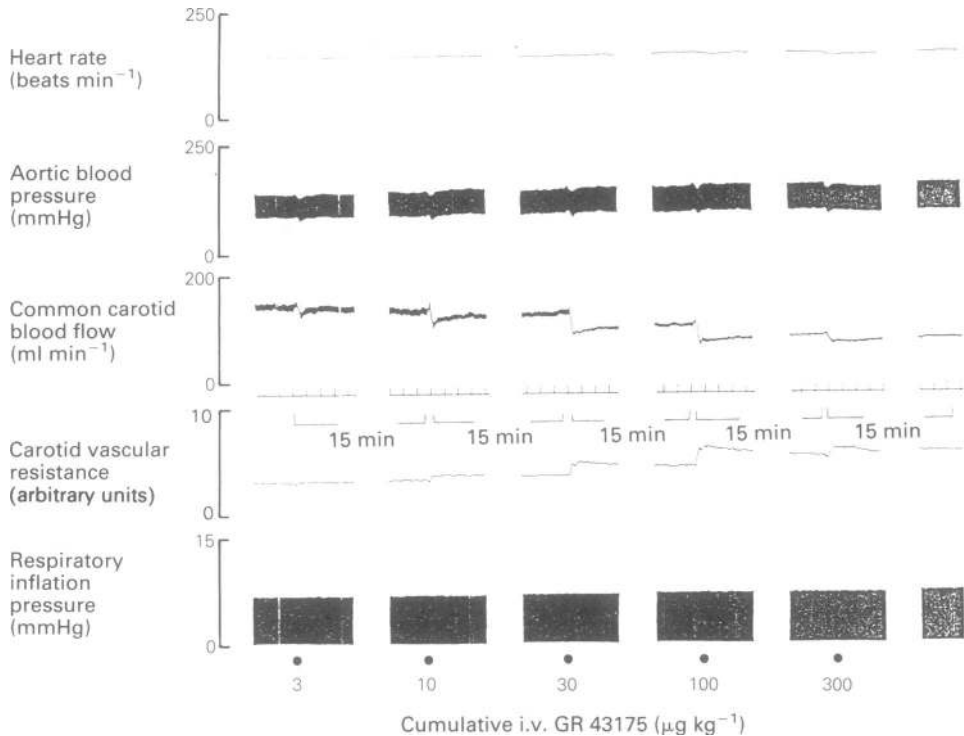 250
Heart rate
(beats min⁻¹)
0
250
Aortic blood
pressure
(mmHg)
0
200
Common carotid
blood flow
(ml min⁻¹)
0
10
15 min 15 min 15 min 15 min 15 min
Carotid vascular
resistance
(arbitrary units)
0
15
Respiratory
inflation
pressure
(mmHg)
0
3 10 30 100 300
Cumulative i.v. GR 43175 (μg kg⁻¹)